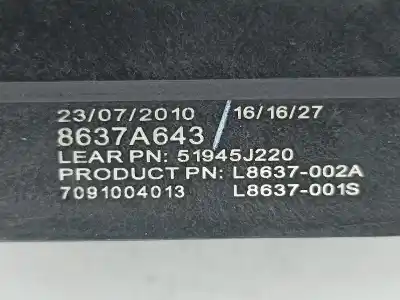 23/07/2010 16/16/27
8637A643
LEAR PN: 51945J220
PRODUCT PN: L8637-002A
7091004013 L8637-001S